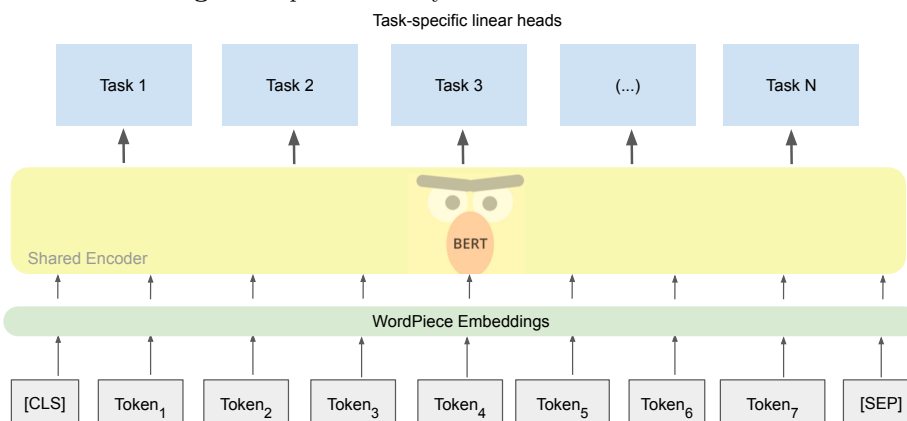 Task-specific linear heads
Task 1 Task 2 Task 3 (...) Task N
BERT
Shared Encoder
WordPiece Embeddings
[CLS] Token1 Token2 Token3 Token4 Token5 Token6 Token7 [SEP]